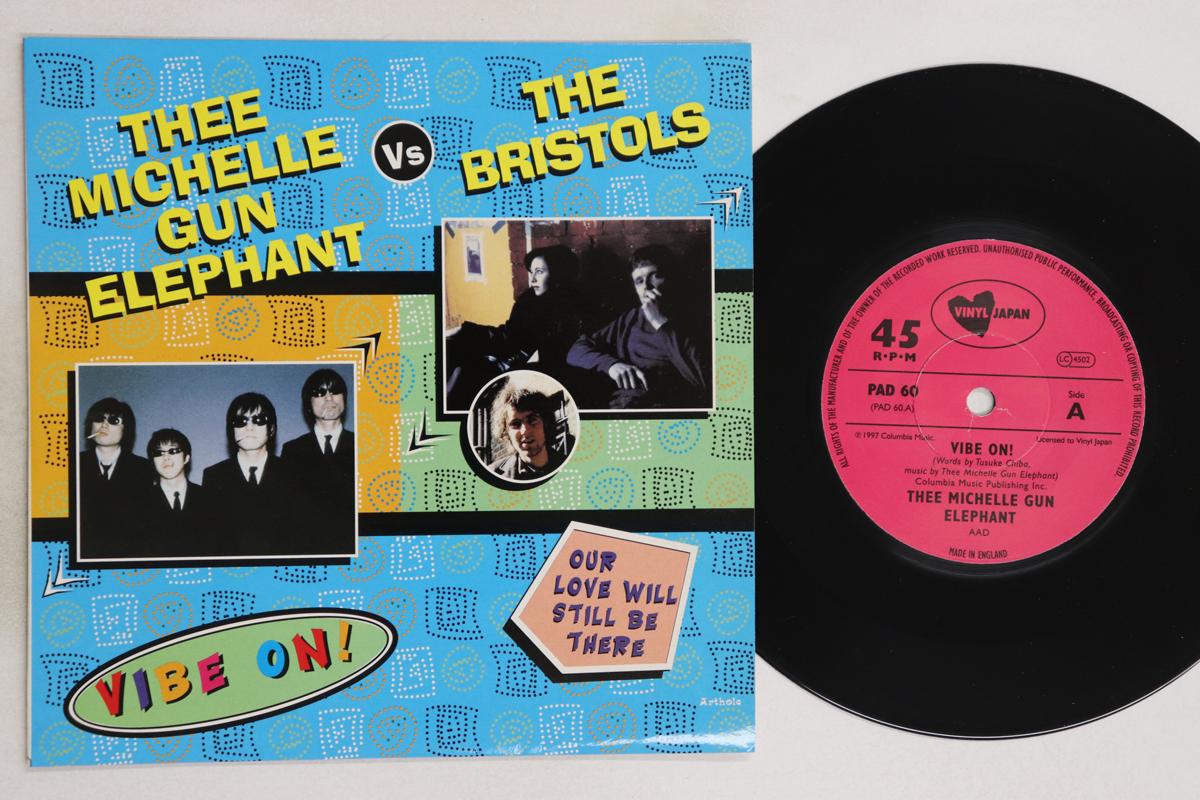 THEE
MICHELLE
GUN
ELEPHANT
Vs
THE
BRISTOLS
VIBE ON!
OUR
LOVE WILL
STILL BE
THERE
Arthole
ALL RIGHTS OF THE MANUFACTURER AND OF THE OWNER OF THE RECORDED WORK RESERVED. UNAUTHORISED PUBLIC PERFORMANCE, BROADCASTING OR COPYING OF THIS RECORD PROHIBITED.
VINYL JAPAN
45
R•P•M
LC 4502
PAD 60
(PAD 60.A)
Side
A
℗ 1997 Columbia Music.
Licensed to Vinyl Japan
VIBE ON!
(Words by Tusuke Chiba,
music by Thee Michelle Gun Elephant)
Columbia Music Publishing Inc.
THEE MICHELLE GUN
ELEPHANT
AAD
MADE IN ENGLAND